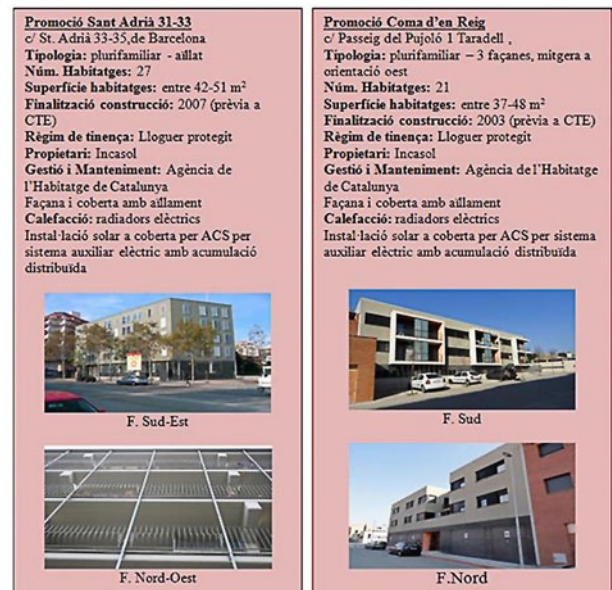 Promoció Sant Adrià 31-33
c/ St. Adrià 33-35,de Barcelona
Tipologia: plurifamiliar - aïllat
Núm. Habitatges: 27
Superfície habitatges: entre 42-51 m²
Finalització construcció: 2007 (prèvia a
CTE)
Règim de tinença: Lloguer protegit
Propietari: Incasol
Gestió i Manteniment: Agència de
l'Habitatge de Catalunya
Façana i coberta amb aïllament
Calefacció: radiadors elèctrics
Instal·lació solar a coberta per ACS per
sistema auxiliar elèctric amb acumulació
distribuïda
F. Sud-Est
F. Nord-Oest
Promoció Coma d'en Reig
c/ Passeig del Pujoló 1 Taradell ,
Tipologia: plurifamiliar – 3 façanes, mitgera a
orientació oest
Núm. Habitatges: 21
Superfície habitatges: entre 37-48 m²
Finalització construcció: 2003 (prèvia a CTE)
Règim de tinença: Lloguer protegit
Propietari: Incasol
Gestió i Manteniment: Agència de l'Habitatge
de Catalunya
Façana i coberta amb aïllament
Calefacció: radiadors elèctrics
Instal·lació solar a coberta per ACS per sistema
auxiliar elèctric amb acumulació distribuïda
F. Sud
F.Nord